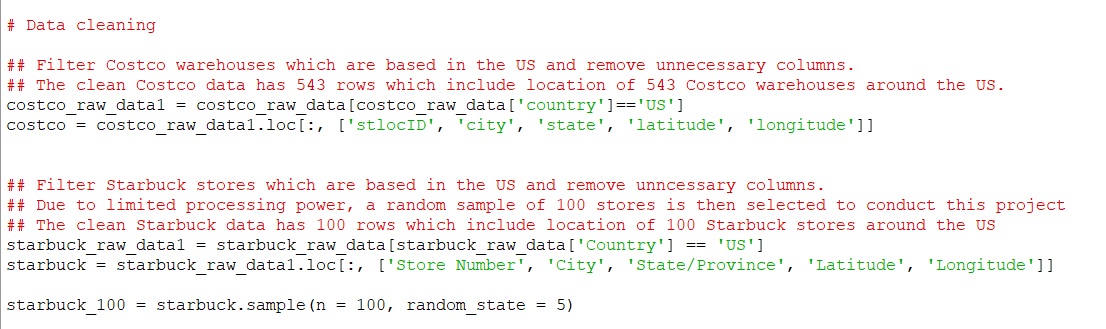 # Data cleaning
## Filter Costco warehouses which are based in the US and remove unnecessary columns.
## The clean Costco data has 543 rows which include location of 543 Costco warehouses around the US.
costco_raw_data1 = costco_raw_data[costco_raw_data['country']=='US']
costco = costco_raw_data1.loc[:, ['stlocID', 'city', 'state', 'latitude', 'longitude']]
## Filter Starbuck stores which are based in the US and remove unncessary columns.
## Due to limited processing power, a random sample of 100 stores is then selected to conduct this project
## The clean Starbuck data has 100 rows which include location of 100 Starbuck stores around the US
starbuck_raw_data1 = starbuck_raw_data[starbuck_raw_data['Country'] == 'US']
starbuck = starbuck_raw_data1.loc[:, ['Store Number', 'City', 'State/Province', 'Latitude', 'Longitude']]
starbuck_100 = starbuck.sample(n = 100, random_state = 5)